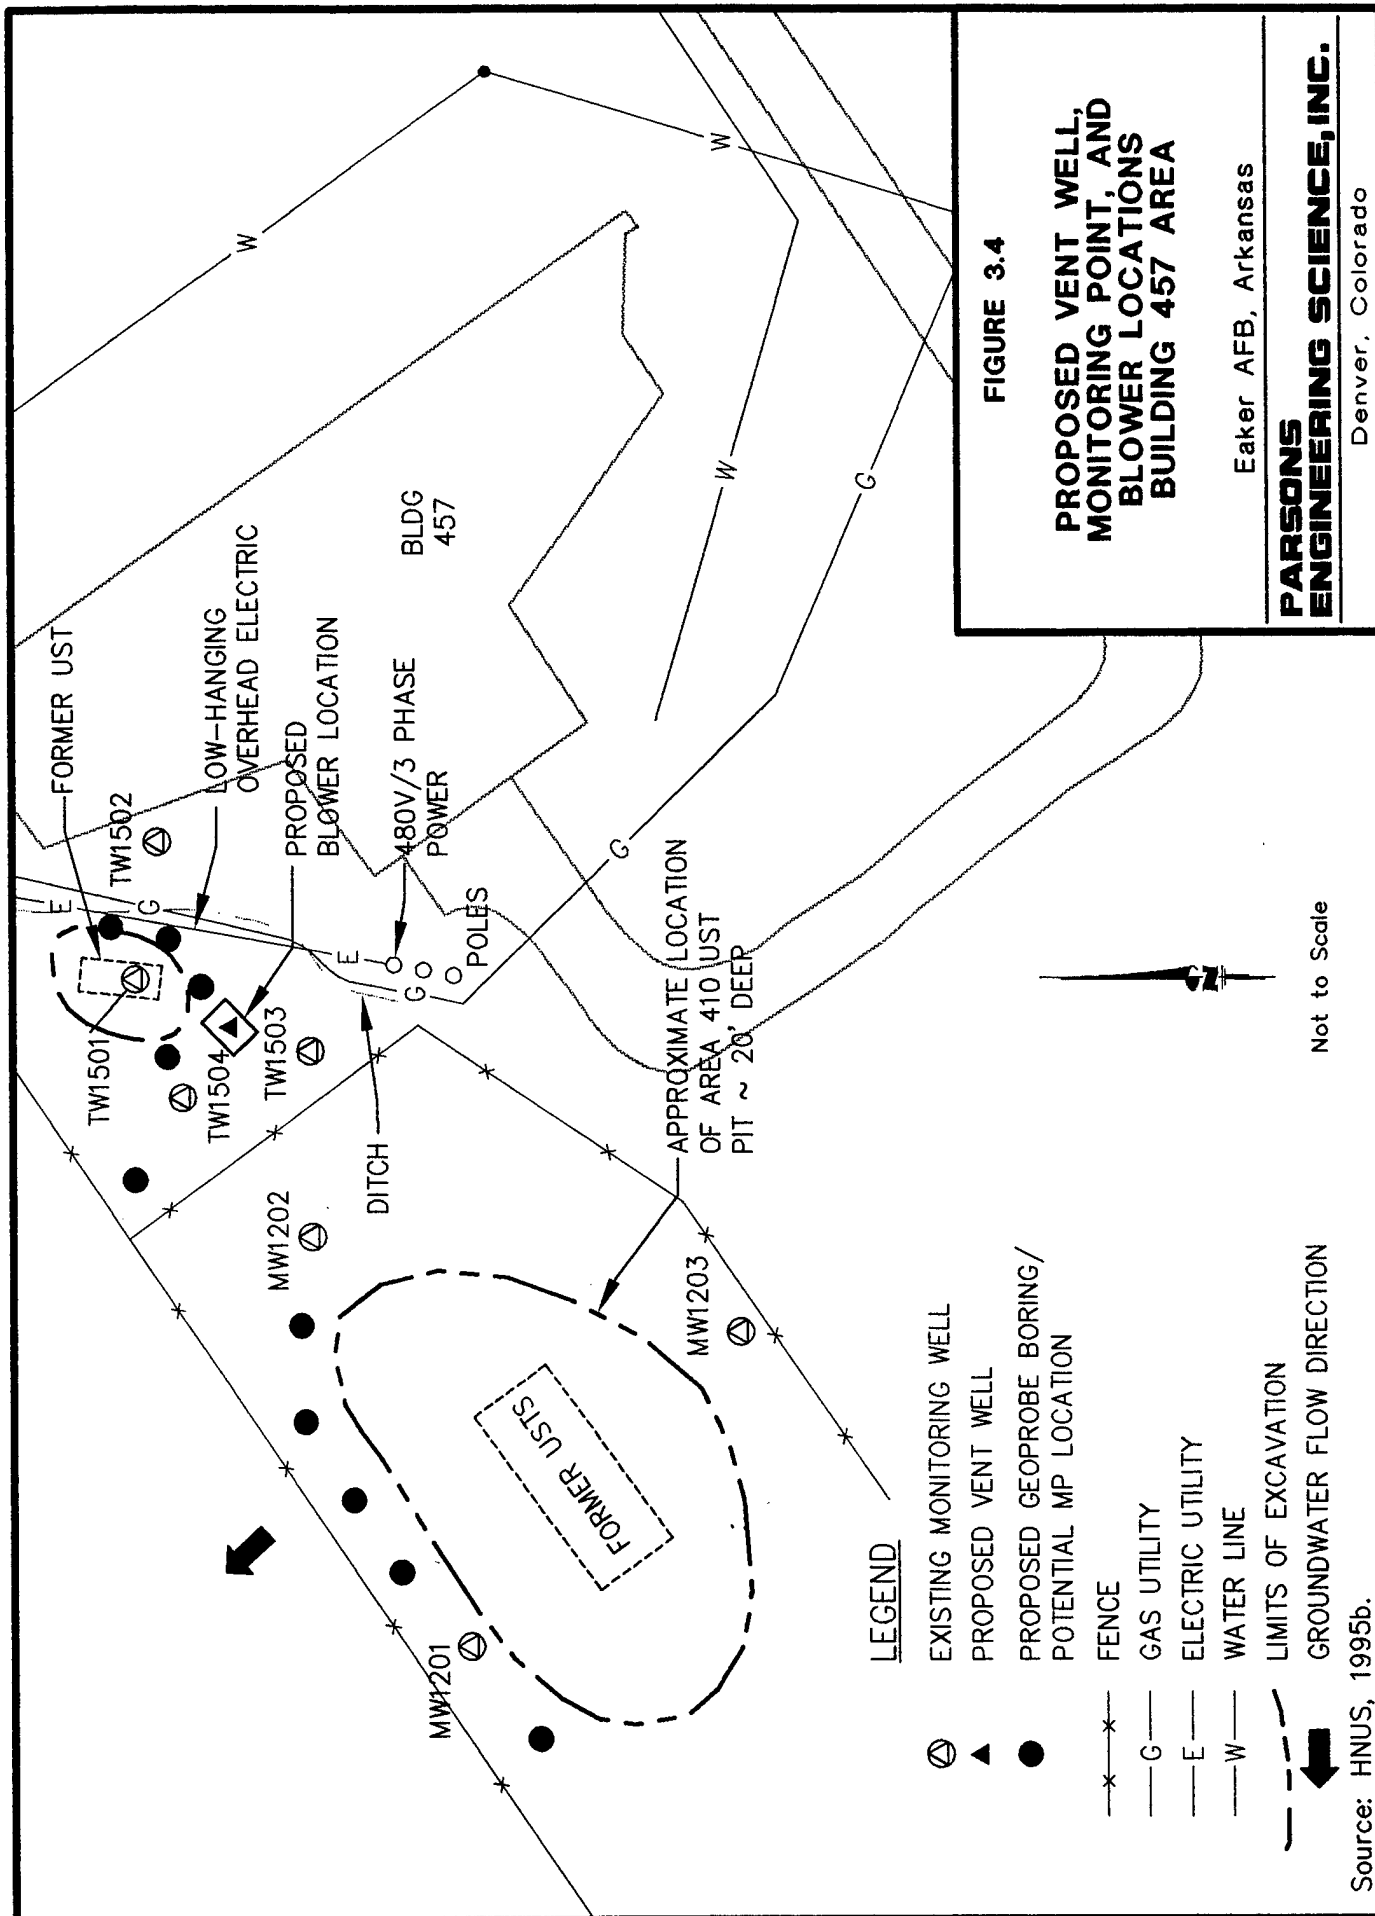 FORMER UST
TW1502
LOW-HANGING
OVERHEAD ELECTRIC
PROPOSED
BLOWER LOCATION
480V/3 PHASE
POWER
BLDG
457
W
W
W
G
G
G
G
E
E
POLES
TW1501
TW1504
TW1503
DITCH
MW1202
APPROXIMATE LOCATION
OF AREA 410 UST
PIT ~ 20' DEEP
MW1203
FORMER USTS
MW1201
N
Not to Scale
LEGEND
EXISTING MONITORING WELL
PROPOSED VENT WELL
PROPOSED GEOPROBE BORING/
POTENTIAL MP LOCATION
FENCE
G GAS UTILITY
E ELECTRIC UTILITY
W WATER LINE
LIMITS OF EXCAVATION
GROUNDWATER FLOW DIRECTION
Source: HNUS, 1995b.
FIGURE 3.4
PROPOSED VENT WELL,
MONITORING POINT, AND
BLOWER LOCATIONS
BUILDING 457 AREA
Eaker AFB, Arkansas
PARSONS
ENGINEERING SCIENCE, INC.
Denver, Colorado